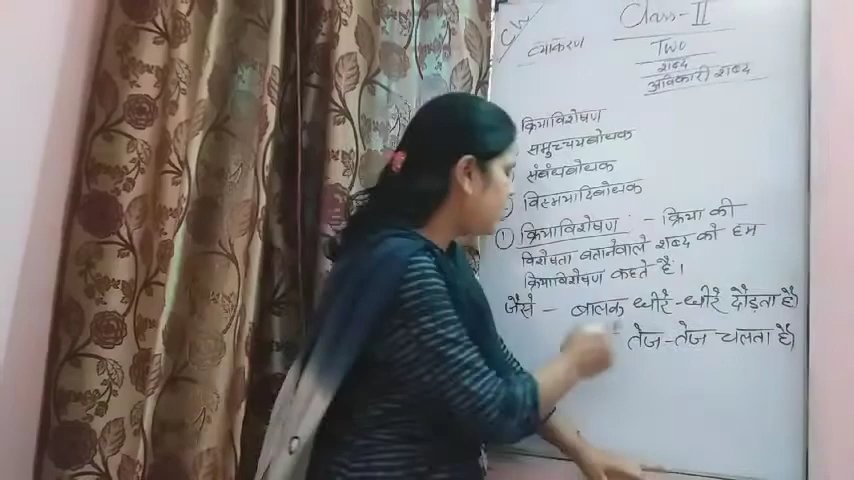 C/W
Class-II
व्याकरण
Two
शब्द
अविकारी शब्द
क्रियाविशेषण
समुच्चयबोधक
संबंधबोधक
विस्मयादिबोधक
① क्रियाविशेषण :- क्रिया की
विशेषता बतानेवाले शब्द को हम
क्रियाविशेषण कहते हैं।
जैसे - बालक धीरे-धीरे दौड़ता है।
तेज-तेज चलता है।